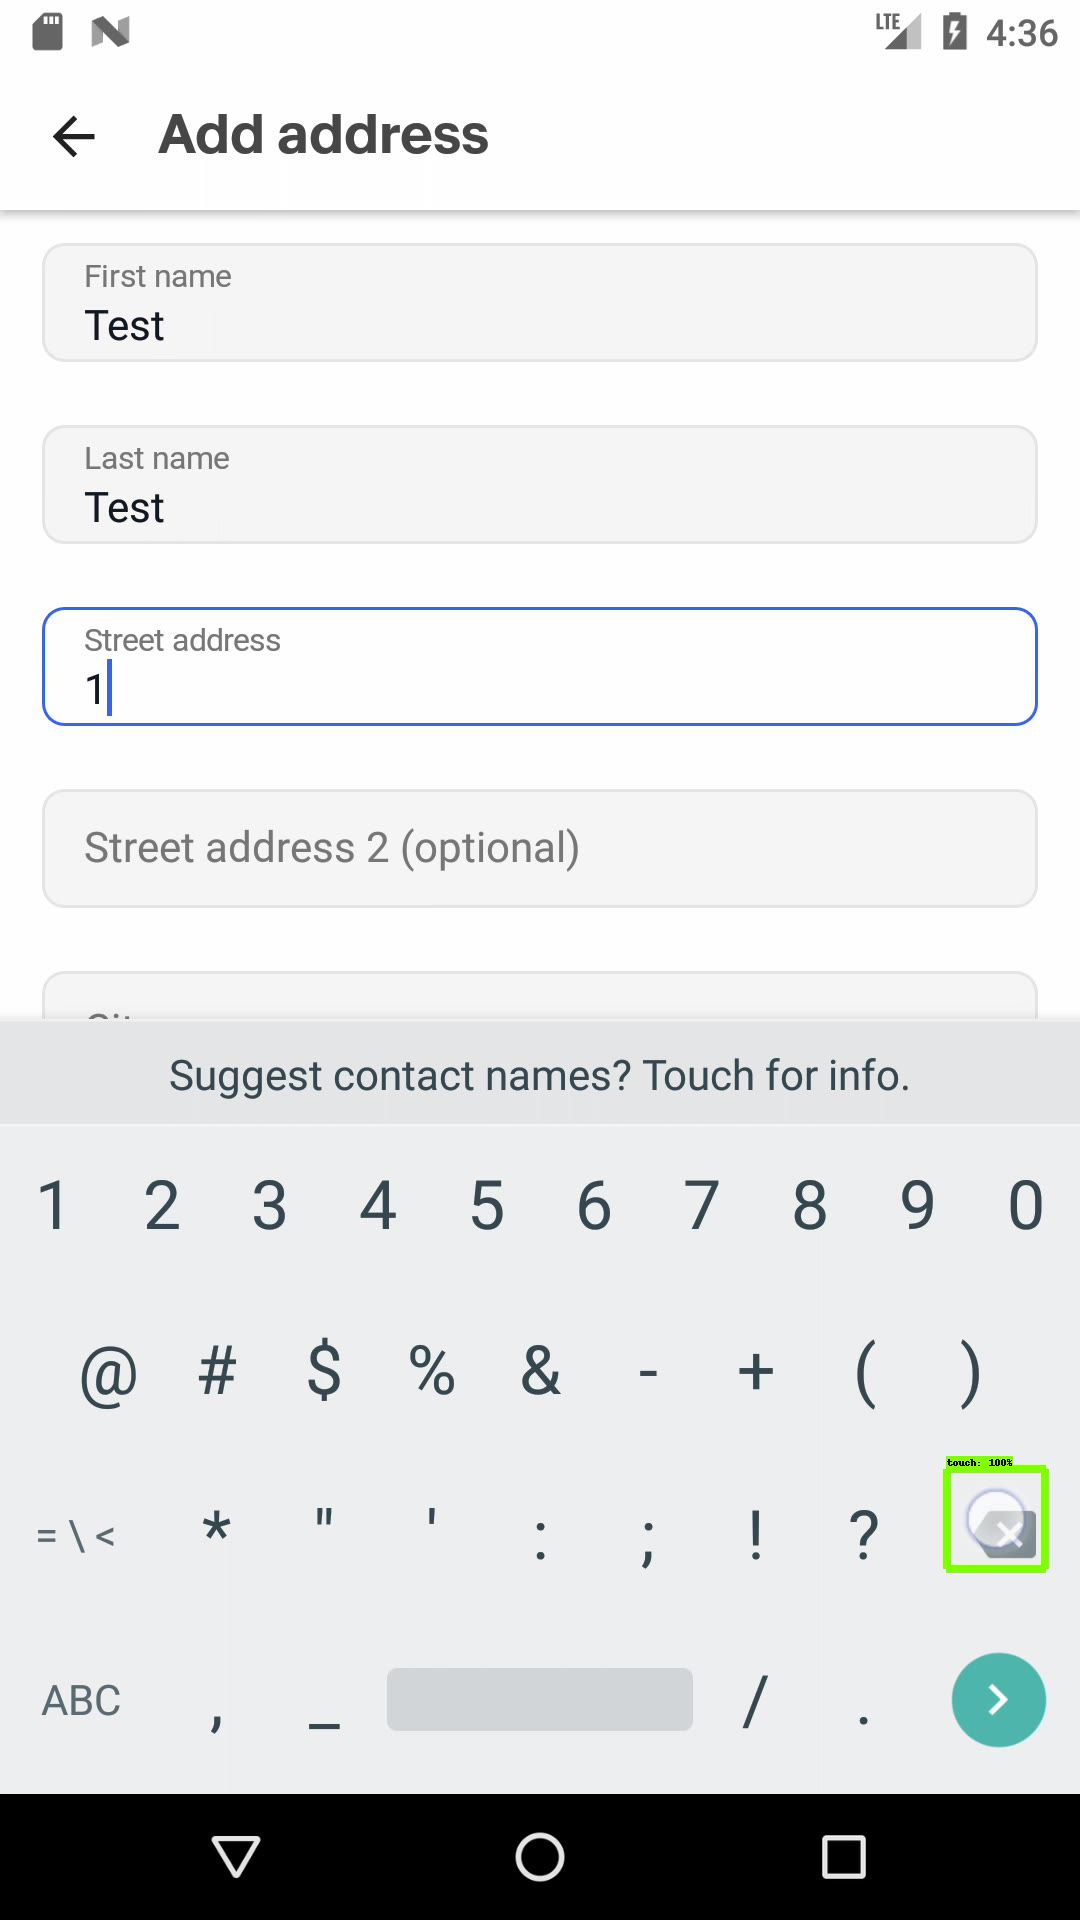 LTE 4:36
Add address
First name
Test
Last name
Test
Street address
1
Street address 2 (optional)
Suggest contact names? Touch for info.
1 2 3 4 5 6 7 8 9 0
@ # $ % & - + ( )
touch: 100%
= \ < * " ' : ; ! ?
ABC , _ / .